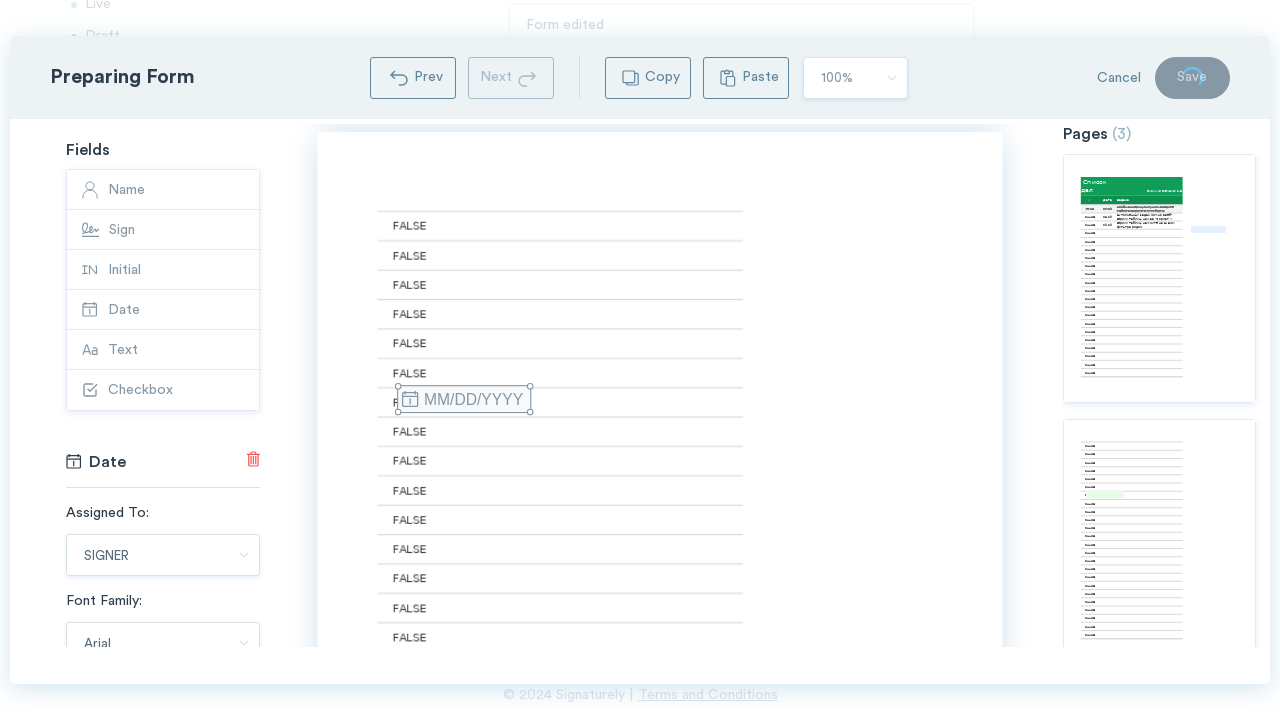 Live
Form edited
Draft
Preparing Form
Prev
Next
Copy
Paste
100%
Cancel
Save
Fields
Name
Sign
Initial
Date
Text
Checkbox
Date
Assigned To:
SIGNER
Font Family:
Arial
FALSE
FALSE
FALSE
FALSE
FALSE
FALSE
MM/DD/YYYY
FALSE
FALSE
FALSE
FALSE
FALSE
FALSE
FALSE
FALSE
Pages (3)
Список
дел
© 2024 Signaturely | Terms and Conditions